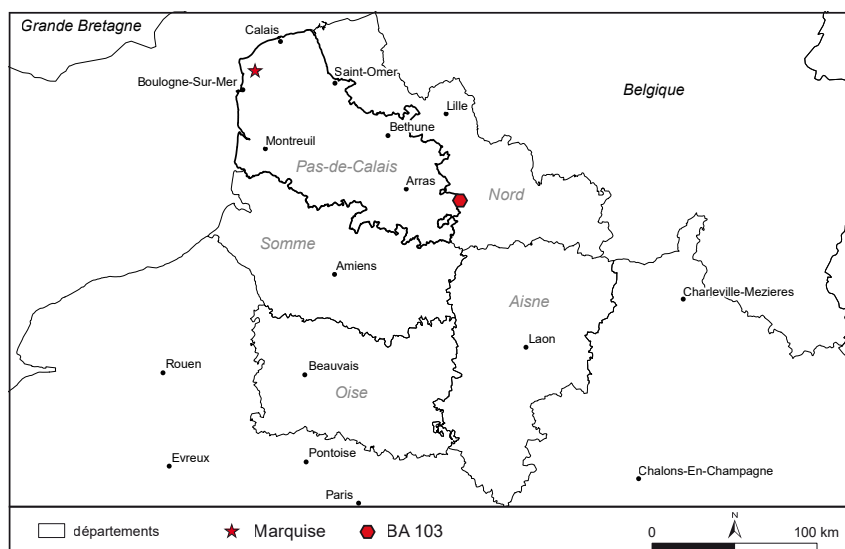 Grande Bretagne
Calais
Boulogne-Sur-Mer
Saint-Omer
Belgique
Lille
Bethune
Montreuil
Pas-de-Calais
Arras
Nord
Somme
Amiens
Aisne
Charleville-Mezieres
Laon
Rouen
Beauvais
Oise
Evreux
Pontoise
Chalons-En-Champagne
Paris
départements
Marquise
BA 103
N
0 100 km